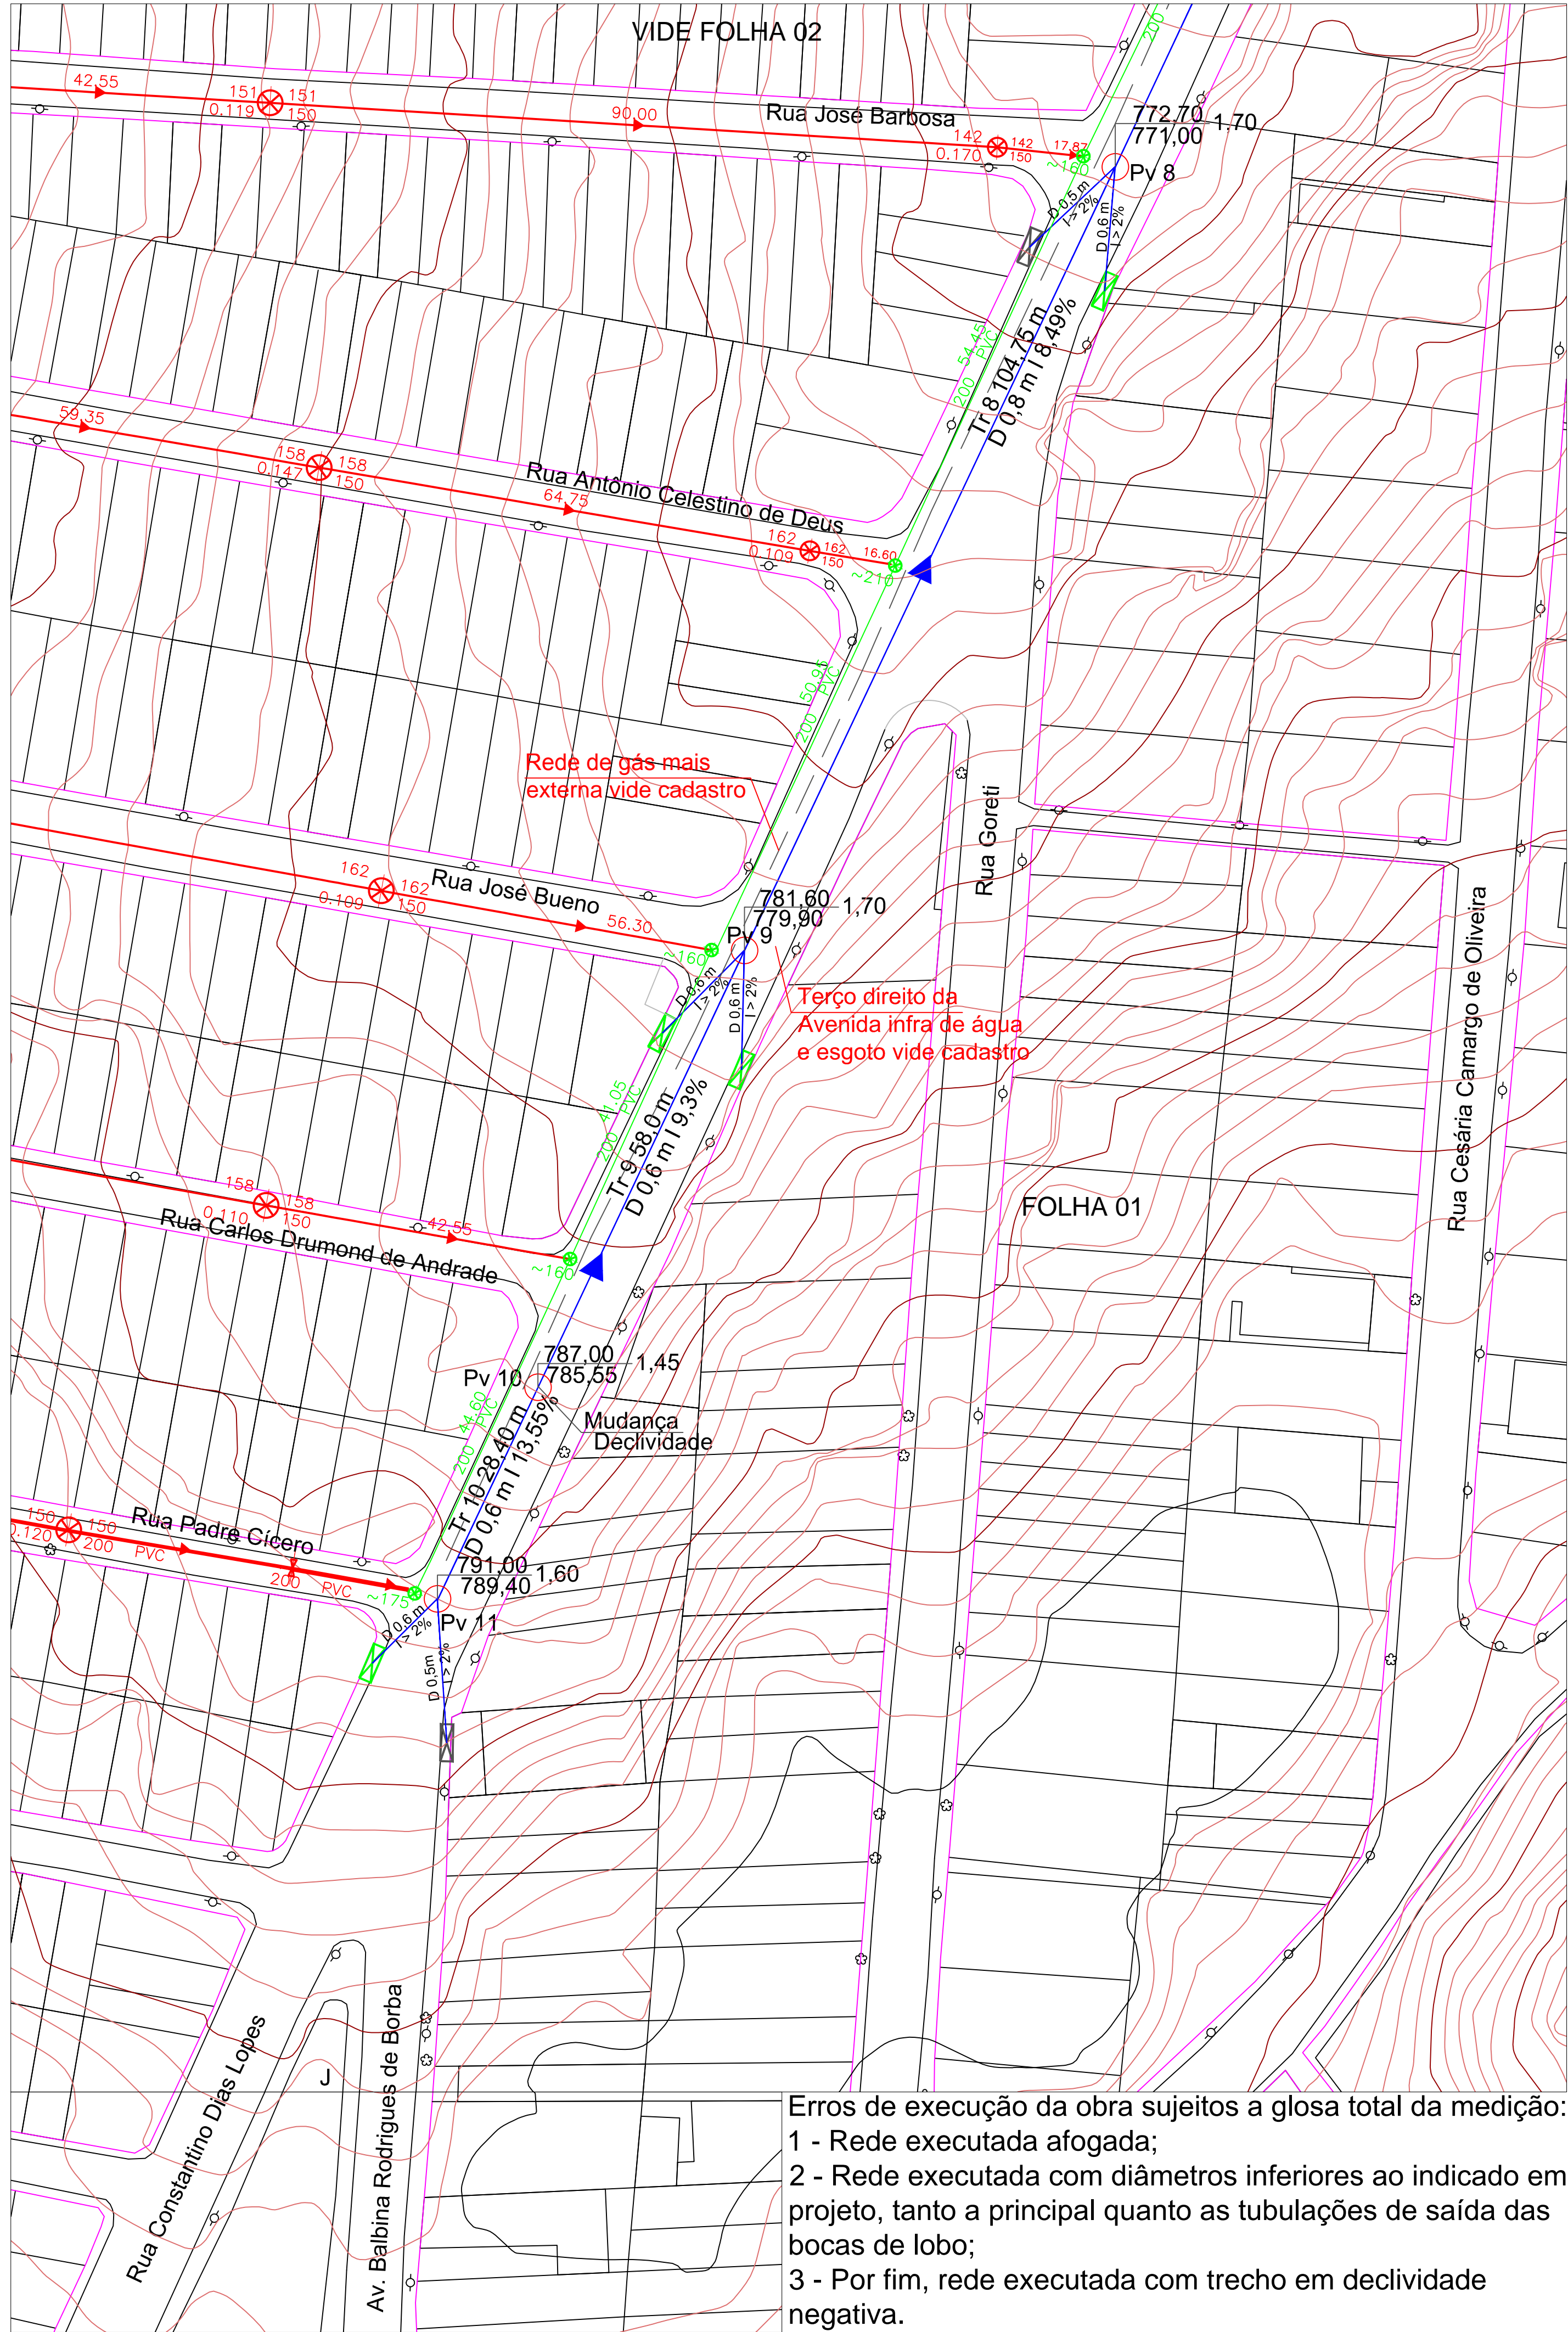 VIDE FOLHA 02
42,55
151
151
0.119
150
90,00
Rua José Barbosa
142
142
0.170
150
17,87
~160
200
772,70
771,00
1,70
Pv 8
D 0,5 m
I > 2%
D 0,6 m
I > 2%
200 54,45
PVC
Tr 8 104,75 m
D 0,8 m I 8,49%
59,35
158
158
0.147
150
Rua Antônio Celestino de Deus
64,75
162
162
0.109
150
16.60
~210
200 50,95
PVC
Rede de gás mais
externa vide cadastro
Rua Goreti
162
162
0.109
150
Rua José Bueno
56.30
~160
781,60
779,90
1,70
Pv 9
D 0,6 m
I > 2%
D 0,6 m
I > 2%
Terço direito da
Avenida infra de água
e esgoto vide cadastro
Rua Cesária Camargo de Oliveira
200 41.05
PVC
Tr 9 58,0 m
D 0,6 m I 9,3%
FOLHA 01
158
158
0.110
150
42,55
Rua Carlos Drumond de Andrade
~160
787,00
785,55
1,45
Pv 10
Mudança
Declividade
200 44.60
PVC
Tr 10 28,40 m
D 0,6 m I 13,55%
150
150
0.120
200 PVC
Rua Padre Cícero
200 PVC
~175
791,00
789,40
1,60
Pv 11
D 0,6 m
I > 2%
D 0,5m
I > 2%
Rua Constantino Dias Lopes
J
Av. Balbina Rodrigues de Borba
Erros de execução da obra sujeitos a glosa total da medição:
1 - Rede executada afogada;
2 - Rede executada com diâmetros inferiores ao indicado em
projeto, tanto a principal quanto as tubulações de saída das
bocas de lobo;
3 - Por fim, rede executada com trecho em declividade
negativa.